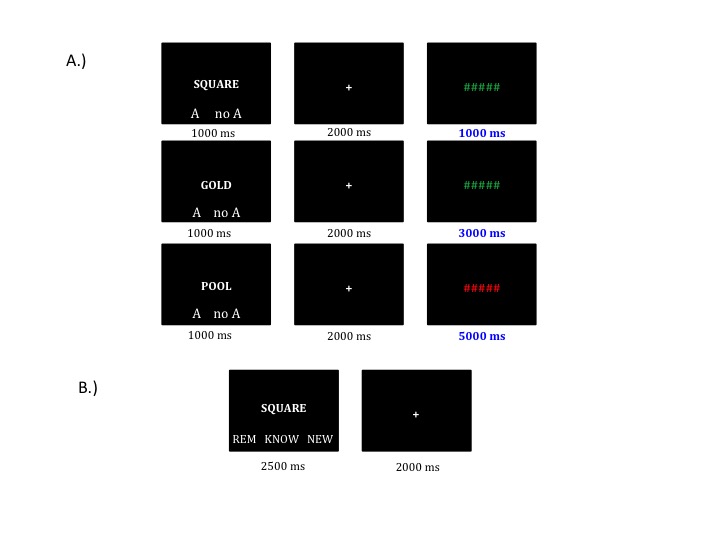 A.)
SQUARE
A no A
1000 ms
+
2000 ms
#####
1000 ms
GOLD
A no A
1000 ms
+
2000 ms
#####
3000 ms
POOL
A no A
1000 ms
+
2000 ms
#####
5000 ms
B.)
SQUARE
REM KNOW NEW
2500 ms
+
2000 ms